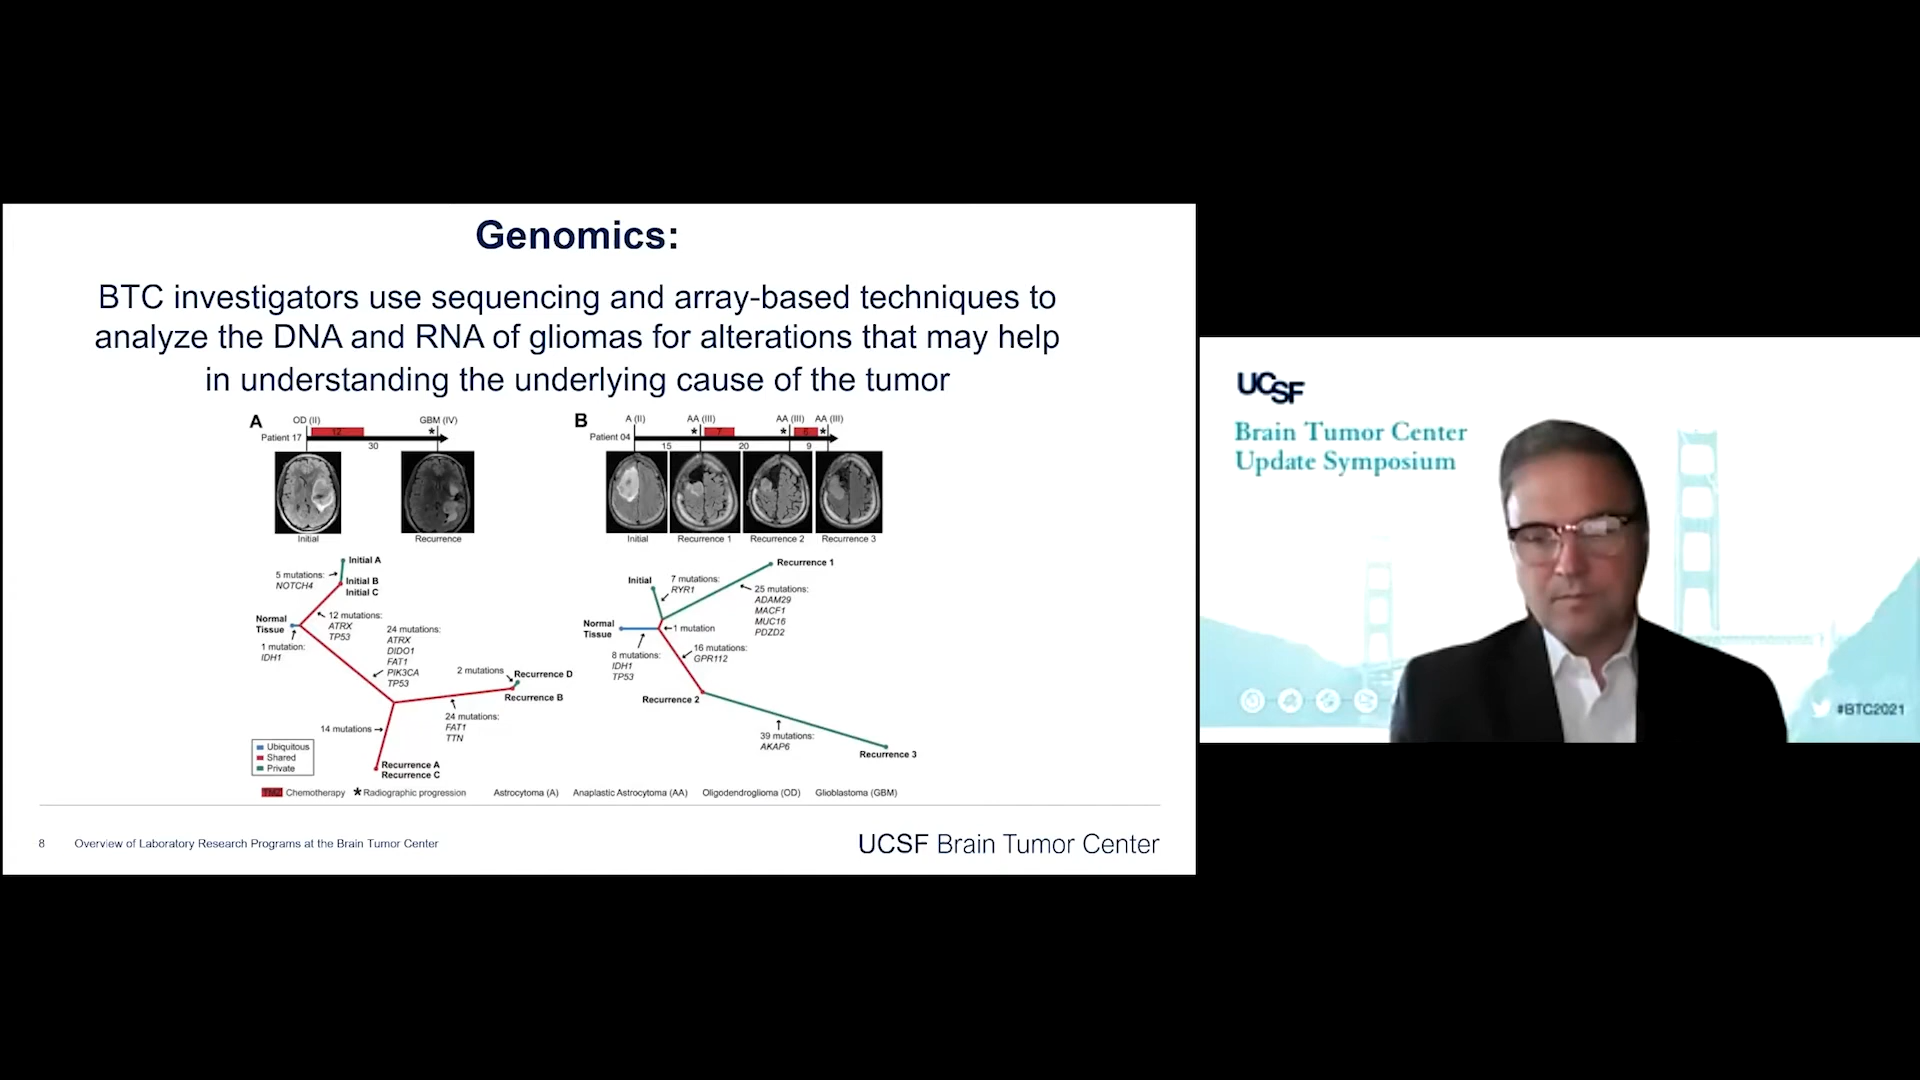 Genomics:
BTC investigators use sequencing and array-based techniques to
analyze the DNA and RNA of gliomas for alterations that may help
in understanding the underlying cause of the tumor
A
OD (II)
GBM (IV)
Patient 17
12
*
30
Initial
Recurrence
Initial A
5 mutations:
NOTCH4
Initial B
Initial C
Normal
Tissue
12 mutations:
ATRX
TP53
1 mutation:
IDH1
24 mutations:
ATRX
DIDO1
FAT1
PIK3CA
TP53
2 mutations
Recurrence D
Recurrence B
24 mutations:
FAT1
TTN
14 mutations
Recurrence A
Recurrence C
Ubiquitous
Shared
Private
B
A (II)
AA (III)
AA (III)
AA (III)
Patient 04
*
7
*
*
15
20
9
Initial
Recurrence 1
Recurrence 2
Recurrence 3
Recurrence 1
Initial
7 mutations:
RYR1
25 mutations:
ADAM29
MACF1
MUC16
PDZD2
Normal
Tissue
1 mutation
8 mutations:
IDH1
TP53
16 mutations:
GPR112
Recurrence 2
39 mutations:
AKAP6
Recurrence 3
TMZ Chemotherapy
* Radiographic progression
Astrocytoma (A)
Anaplastic Astrocytoma (AA)
Oligodendroglioma (OD)
Glioblastoma (GBM)
8
Overview of Laboratory Research Programs at the Brain Tumor Center
UCSF Brain Tumor Center
UCSF
Brain Tumor Center
Update Symposium
#BTC2021